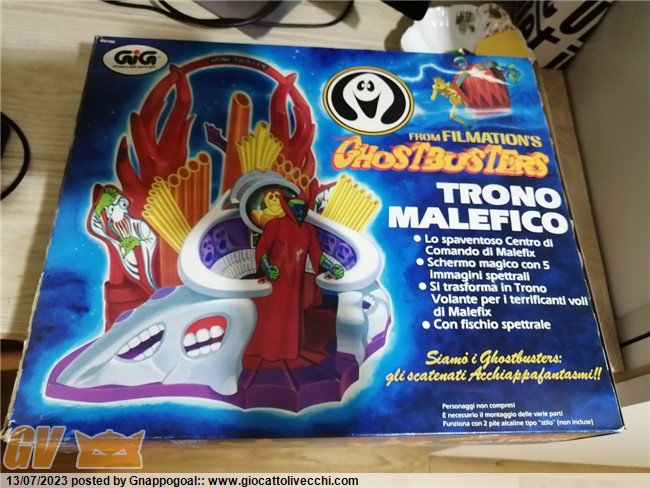 GiG
FROM FILMATION'S
GHOSTBUSTERS
TRONO
MALEFICO
• Lo spaventoso Centro di
Comando di Malefix
• Schermo magico con 5
immagini spettrali
• Si trasforma in Trono
Volante per i terrificanti voli
di Malefix
• Con fischio spettrale
Siamo i Ghostbusters:
gli scatenati Acchiappafantasmi!!
Personaggi non compresi
È necessario il montaggio delle varie parti
Funziona con 2 pile alcaline tipo "stilo" (non incluse)
GV
13/07/2023 posted by Gnappogoal:: www.giocattolivecchi.com